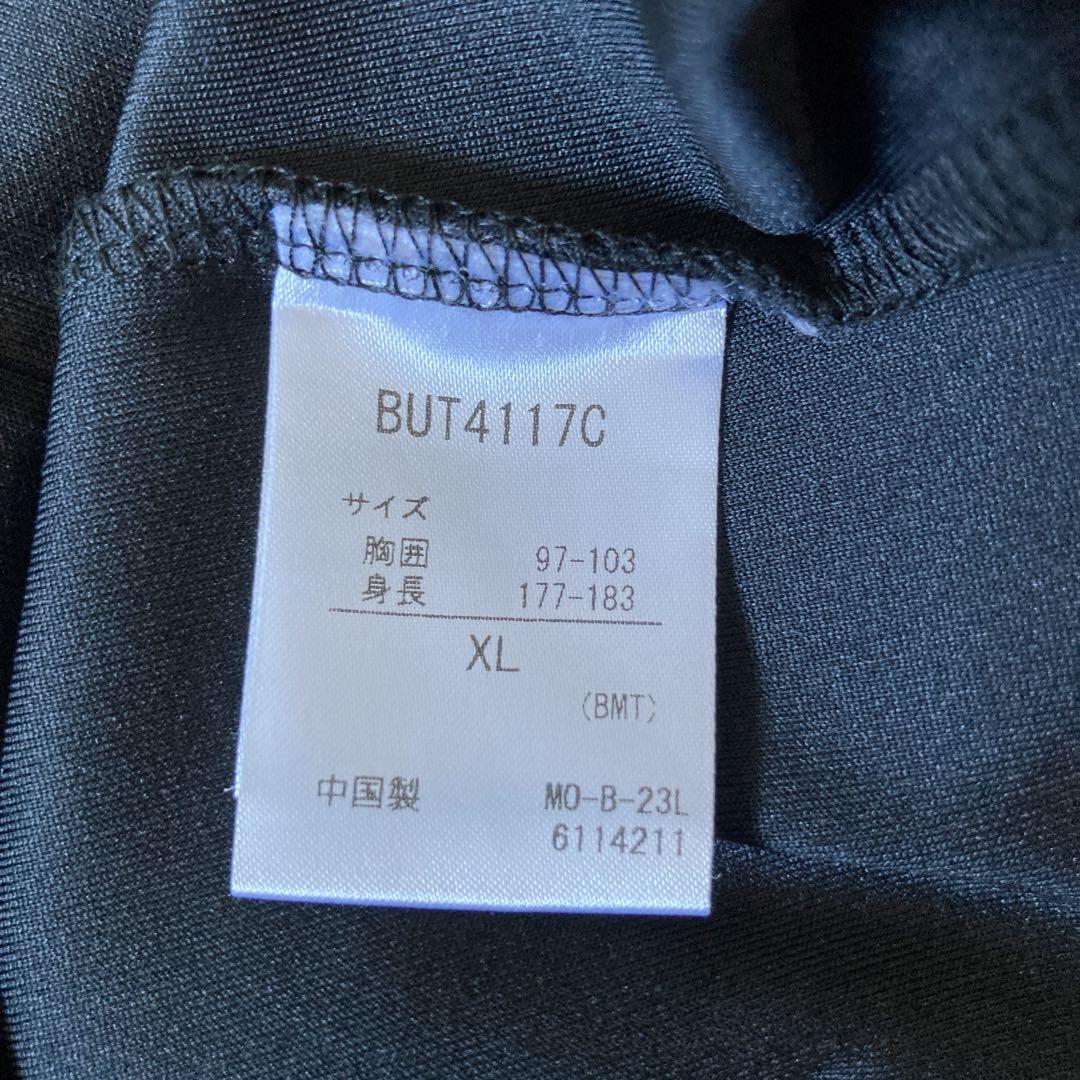 BUT4117C
サイズ
胸囲 97-103
身長 177-183
XL
(BMT)
中国製 MO-B-23L
6114211